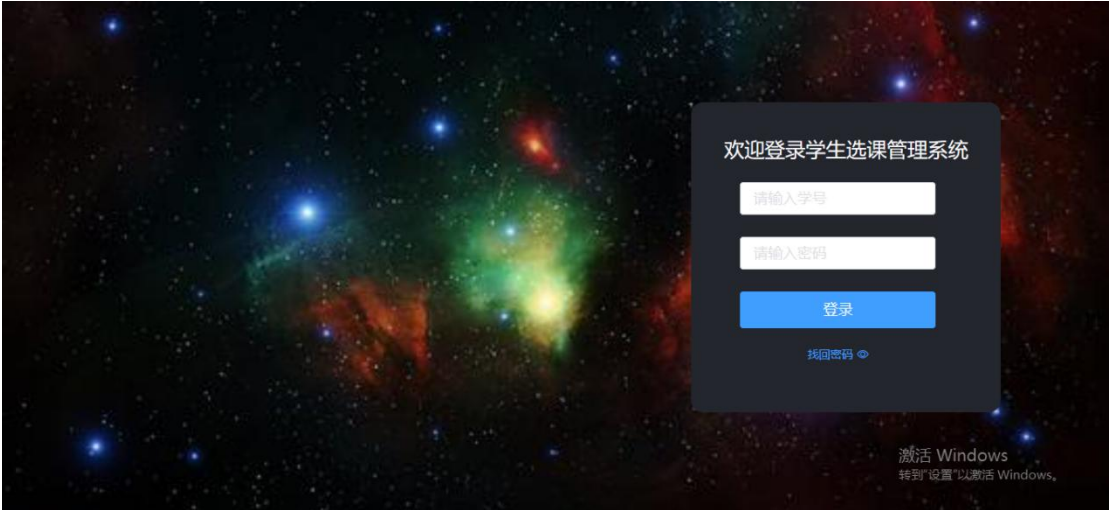 欢迎登录学生选课管理系统
请输入学号
请输入密码
登录
找回密码
激活 Windows
转到"设置"以激活 Windows。